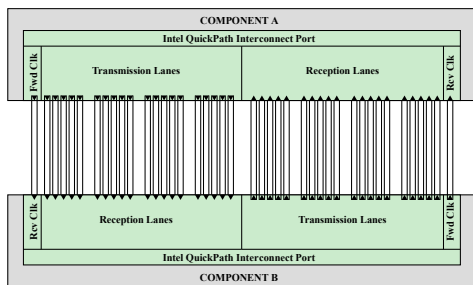 COMPONENT A
Intel QuickPath Interconnect Port
Fwd Clk
Transmission Lanes
Reception Lanes
Rcv Clk
Rcv Clk
Reception Lanes
Transmission Lanes
Fwd Clk
Intel QuickPath Interconnect Port
COMPONENT B